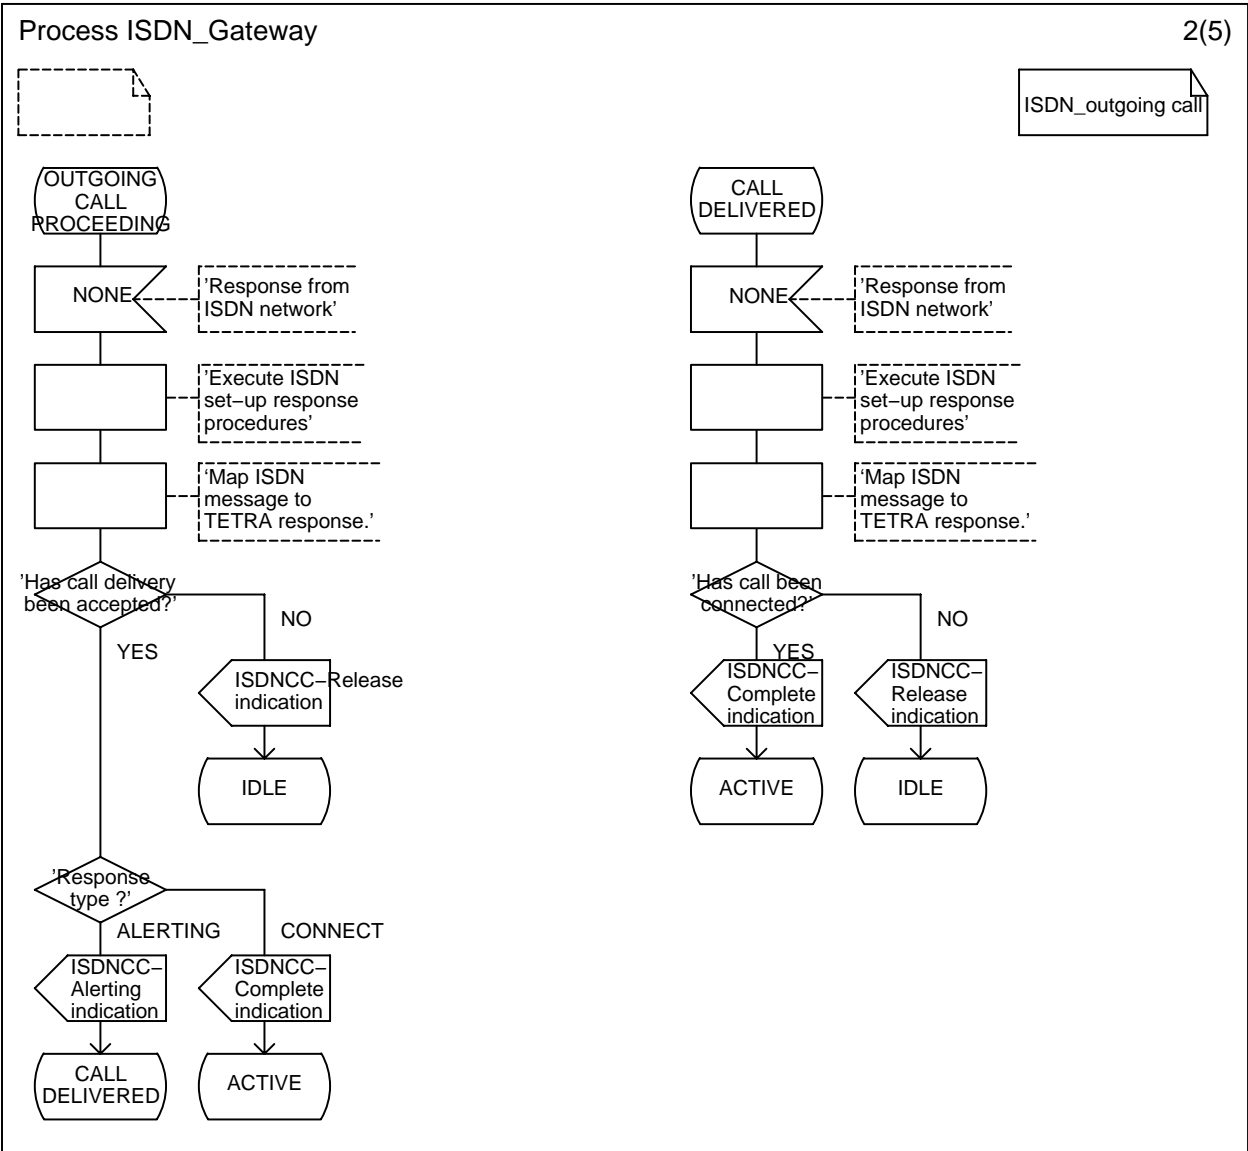 Process ISDN_Gateway
2(5)
ISDN_outgoing call
OUTGOING
CALL
PROCEEDING
NONE
’Response from
ISDN network’
’Execute ISDN
set−up response
procedures’
‘Map ISDN
message to
TETRA response.’
’Has call delivery
been accepted?’
NO
YES
ISDNCC−Release
indication
IDLE
’Response
type ?’
ALERTING
CONNECT
ISDNCC−
Alerting
indication
ISDNCC−
Complete
indication
CALL
DELIVERED
ACTIVE
CALL
DELIVERED
NONE
’Response from
ISDN network’
’Execute ISDN
set−up response
procedures’
‘Map ISDN
message to
TETRA response.’
’Has call been
connected?’
NO
YES
ISDNCC−
Complete
indication
ISDNCC−
Release
indication
ACTIVE
IDLE